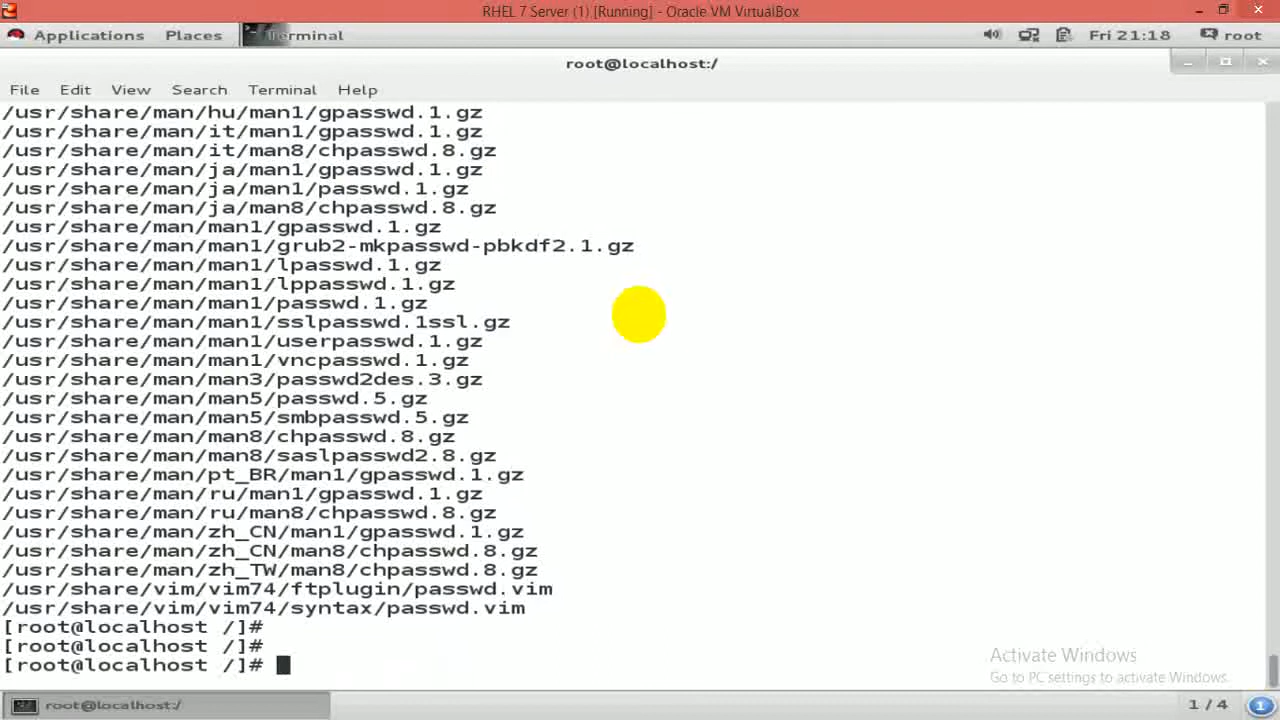 RHEL 7 Server (1) [Running] - Oracle VM VirtualBox
Applications Places Terminal Fri 21:18 root
root@localhost:/
File Edit View Search Terminal Help
/usr/share/man/hu/man1/gpasswd.1.gz
/usr/share/man/it/man1/gpasswd.1.gz
/usr/share/man/it/man8/chpasswd.8.gz
/usr/share/man/ja/man1/gpasswd.1.gz
/usr/share/man/ja/man1/passwd.1.gz
/usr/share/man/ja/man8/chpasswd.8.gz
/usr/share/man/man1/gpasswd.1.gz
/usr/share/man/man1/grub2-mkpasswd-pbkdf2.1.gz
/usr/share/man/man1/lpasswd.1.gz
/usr/share/man/man1/lppasswd.1.gz
/usr/share/man/man1/passwd.1.gz
/usr/share/man/man1/sslpasswd.1ssl.gz
/usr/share/man/man1/userpasswd.1.gz
/usr/share/man/man1/vncpasswd.1.gz
/usr/share/man/man3/passwd2des.3.gz
/usr/share/man/man5/passwd.5.gz
/usr/share/man/man5/smbpasswd.5.gz
/usr/share/man/man8/chpasswd.8.gz
/usr/share/man/man8/saslpasswd2.8.gz
/usr/share/man/pt_BR/man1/gpasswd.1.gz
/usr/share/man/ru/man1/gpasswd.1.gz
/usr/share/man/ru/man8/chpasswd.8.gz
/usr/share/man/zh_CN/man1/gpasswd.1.gz
/usr/share/man/zh_CN/man8/chpasswd.8.gz
/usr/share/man/zh_TW/man8/chpasswd.8.gz
/usr/share/vim/vim74/ftplugin/passwd.vim
/usr/share/vim/vim74/syntax/passwd.vim
[root@localhost /]#
[root@localhost /]#
[root@localhost /]#
Activate Windows
Go to PC settings to activate Windows.
root@localhost:/ 1 / 4 1